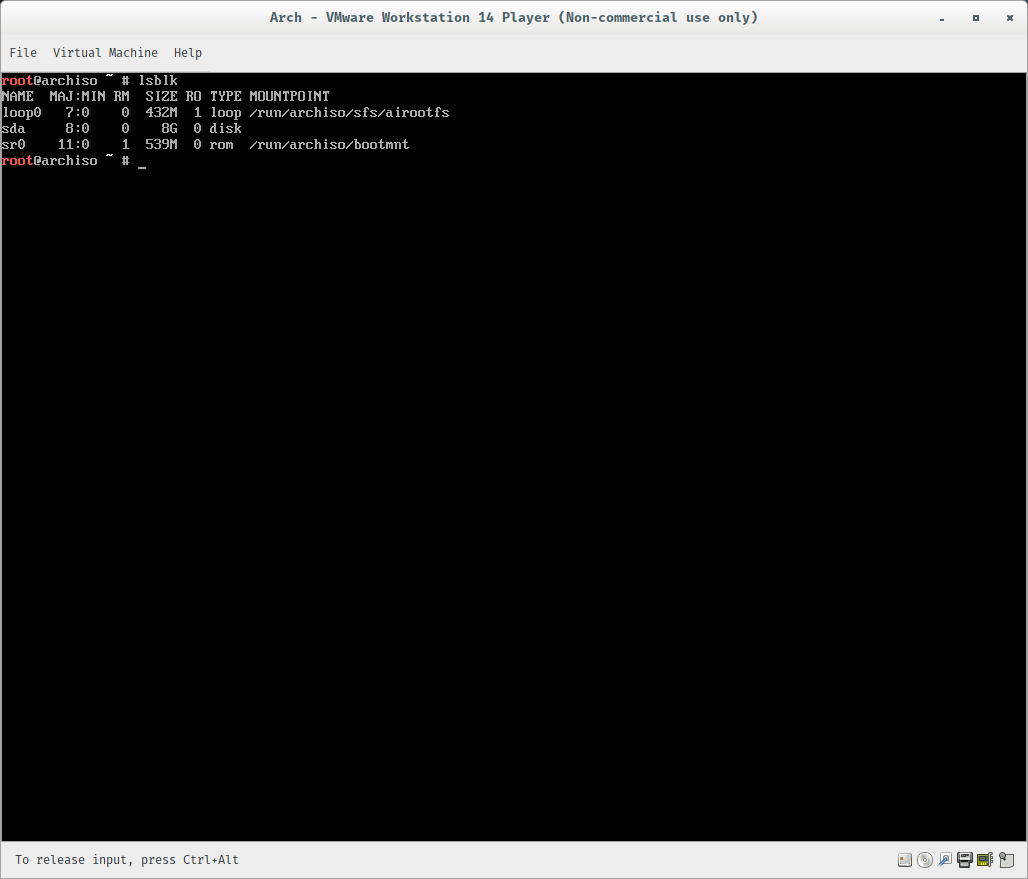 Arch - VMware Workstation 14 Player (Non-commercial use only)
File Virtual Machine Help
root@archiso ~ # lsblk
NAME  MAJ:MIN RM  SIZE RO TYPE MOUNTPOINT
loop0   7:0    0  432M  1 loop /run/archiso/sfs/airootfs
sda     8:0    0    8G  0 disk
sr0    11:0    1  539M  0 rom  /run/archiso/bootmnt
root@archiso ~ # _
To release input, press Ctrl+Alt